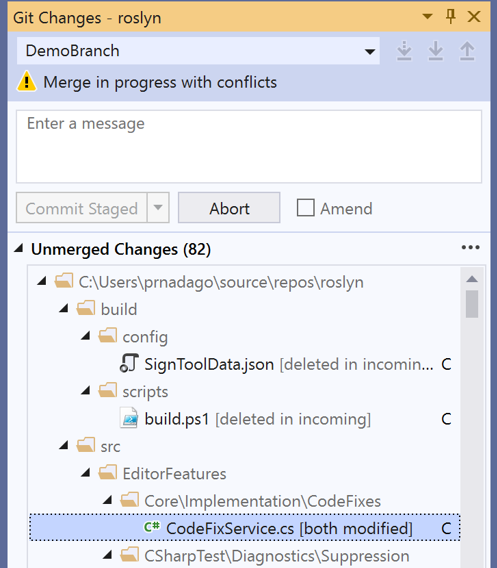 Git Changes - roslyn
DemoBranch
Merge in progress with conflicts
Enter a message
Commit Staged
Abort
Amend
Unmerged Changes (82)
C:\Users\prnadago\source\repos\roslyn
build
config
SignToolData.json [deleted in incomin... C
scripts
build.ps1 [deleted in incoming] C
src
EditorFeatures
Core\Implementation\CodeFixes
C# CodeFixService.cs [both modified] C
CSharpTest\Diagnostics\Suppression